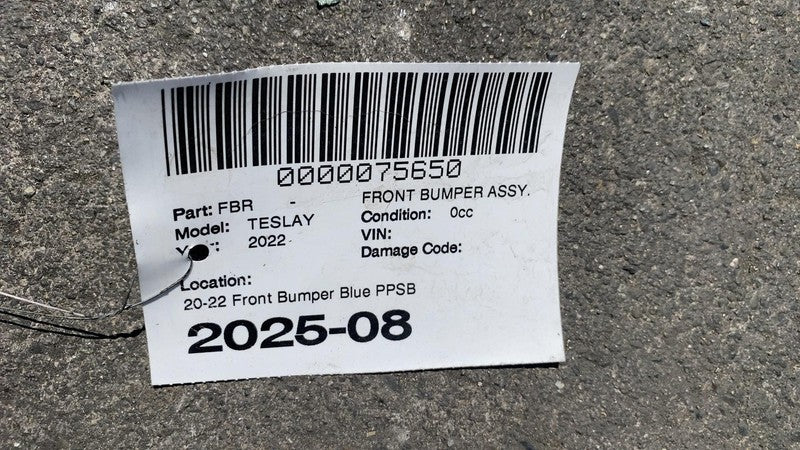 0000075650
Part: FBR - FRONT BUMPER ASSY.
Model: TESLAY Condition: 0cc
2022 VIN:
Damage Code:
Location:
20-22 Front Bumper Blue PPSB
2025-08